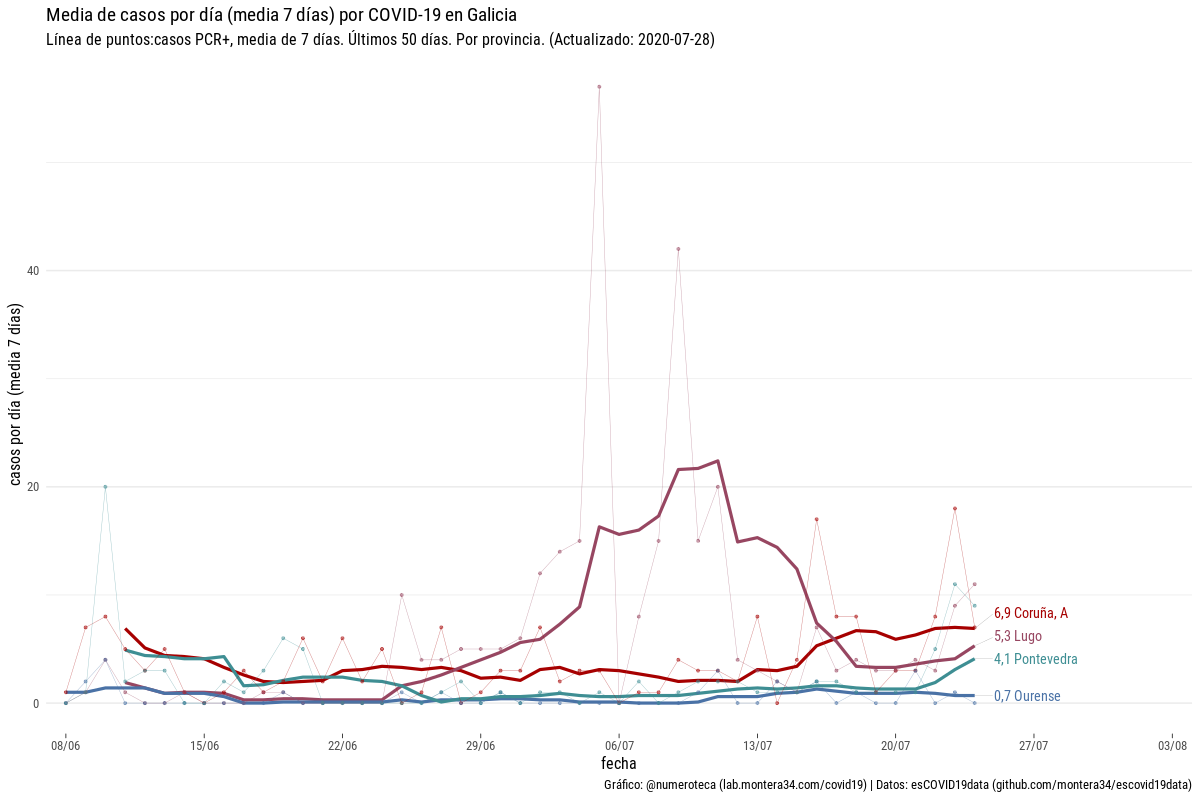 Media de casos por día (media 7 días) por COVID-19 en Galicia
Línea de puntos:casos PCR+, media de 7 días. Últimos 50 días. Por provincia. (Actualizado: 2020-07-28)
casos por día (media 7 días)
40
20
0
6,9 Coruña, A
5,3 Lugo
4,1 Pontevedra
0,7 Ourense
08/06 15/06 22/06 29/06 06/07 13/07 20/07 27/07 03/08
fecha
Gráfico: @numeroteca (lab.montera34.com/covid19) | Datos: esCOVID19data (github.com/montera34/escovid19data)